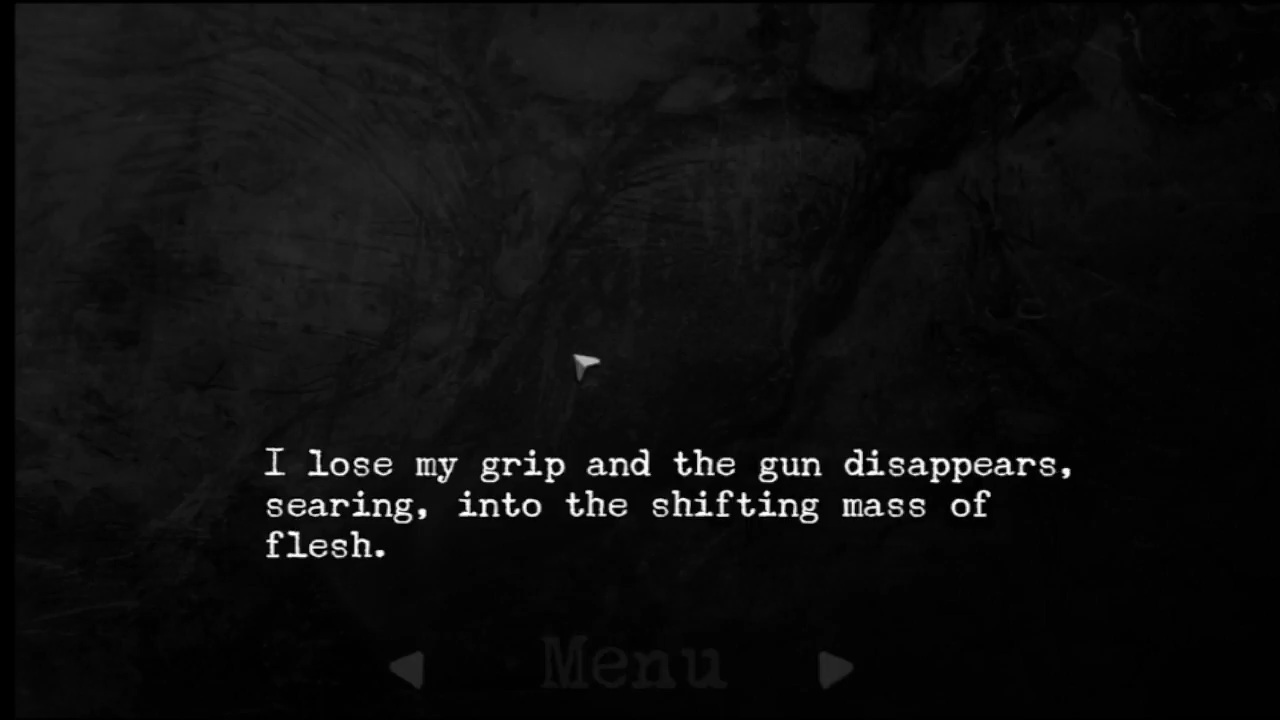 I lose my grip and the gun disappears,
searing, into the shifting mass of
flesh.
Menu